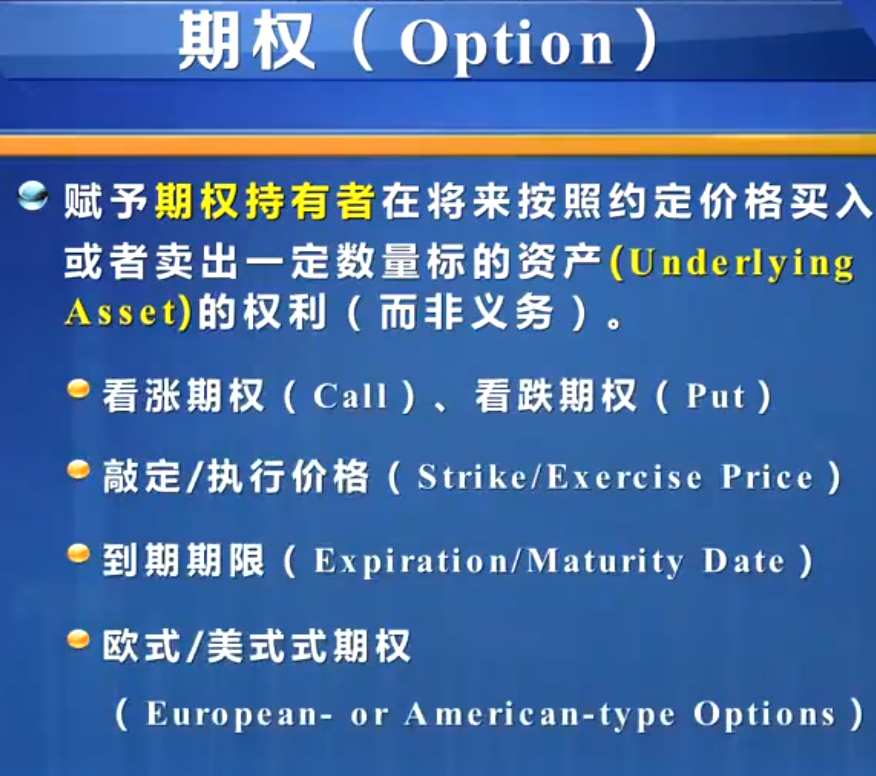 期权（Option）
赋予期权持有者在将来按照约定价格买入
或者卖出一定数量标的资产(Underlying
Asset)的权利（而非义务）。
看涨期权（Call）、看跌期权（Put）
敲定/执行价格（Strike/Exercise Price）
到期期限（Expiration/Maturity Date）
欧式/美式式期权
（European- or American-type Options）